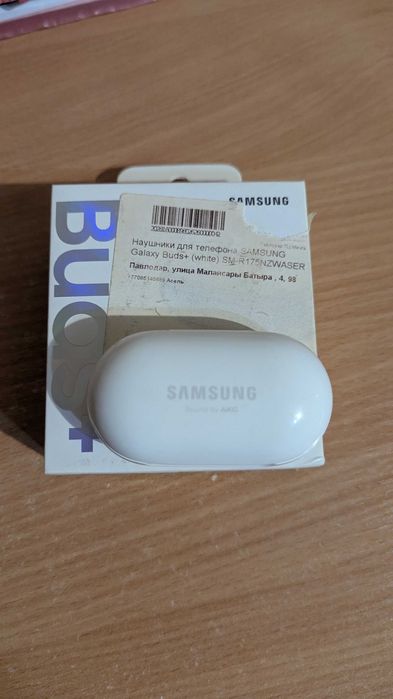 SAMSUNG
Buds+
Наушники для телефона SAMSUNG
Galaxy Buds+ (white) SM-R175NZWASER
Павлодар, улица Малайсары Батыра , 4, 98
Асель
SAMSUNG
Sound by AKG